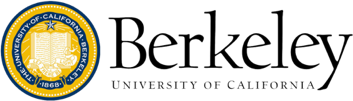 THE·UNIVERSITY·OF·CALIFORNIA·BERKELEY
·1868·
Berkeley
UNIVERSITY OF CALIFORNIA